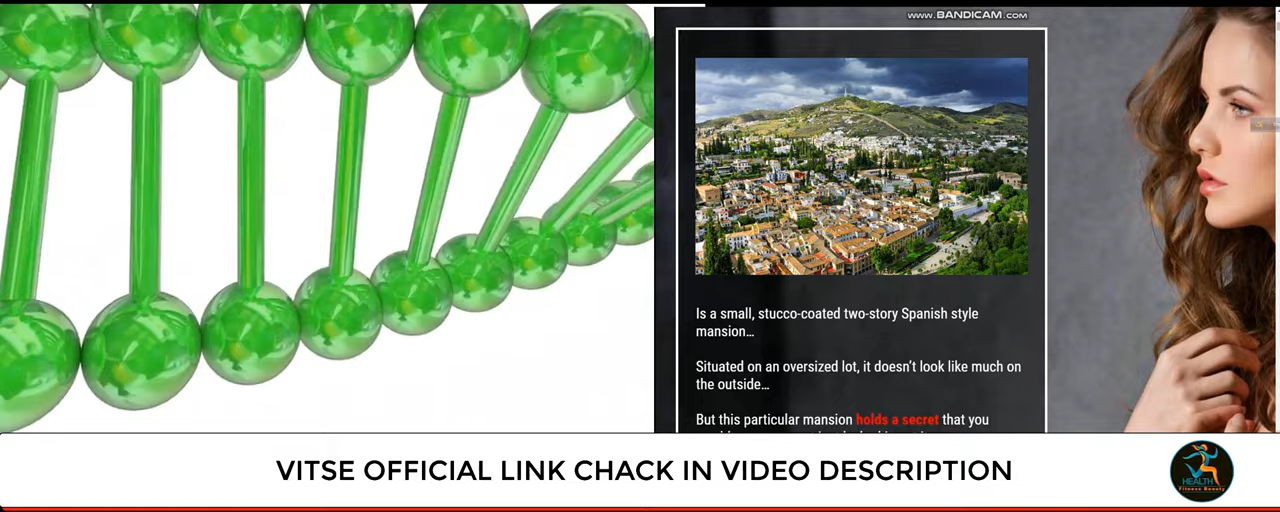 www.BANDICAM.com
Is a small, stucco-coated two-story Spanish style
mansion...
Situated on an oversized lot, it doesn't look like much on
the outside...
But this particular mansion holds a secret that you
VITSE OFFICIAL LINK CHACK IN VIDEO DESCRIPTION
HEALTH
Fitness Beauty